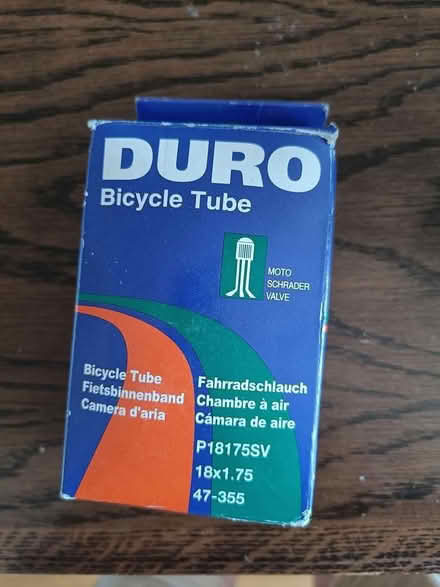 DURO
Bicycle Tube
MOTO
SCHRADER
VALVE
Bicycle Tube
Fietsbinnenband
Camera d'aria
Fahrradschlauch
Chambre à air
Cámara de aire
P18175SV
18x1.75
47-355